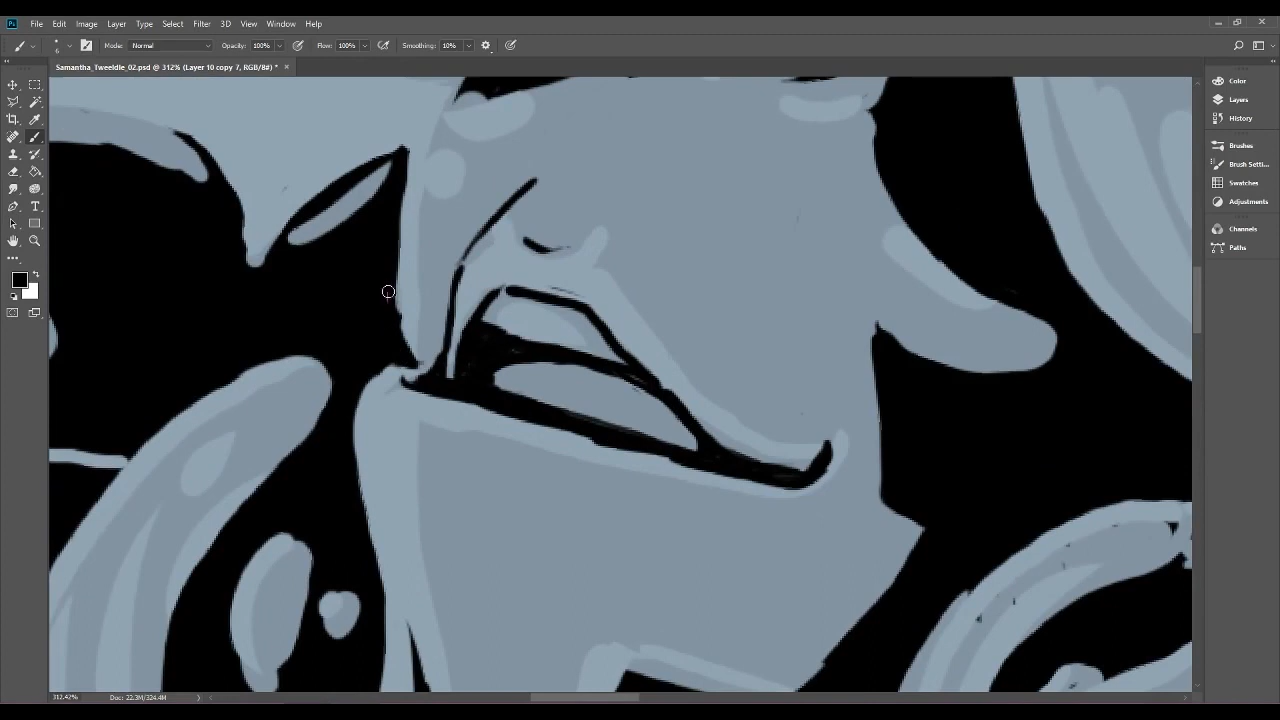 Ps File Edit Image Layer Type Select Filter 3D View Window Help
6 Mode: Normal Opacity: 100% Flow: 100% Smoothing: 10%
Samantha_Tweeldle_02.psd @ 312% (Layer 10 copy 7, RGB/8#) * ×
Color
Layers
History
Brushes
Brush Setti...
Swatches
Adjustments
Channels
Paths
312.42% Doc: 22.3M/324.4M